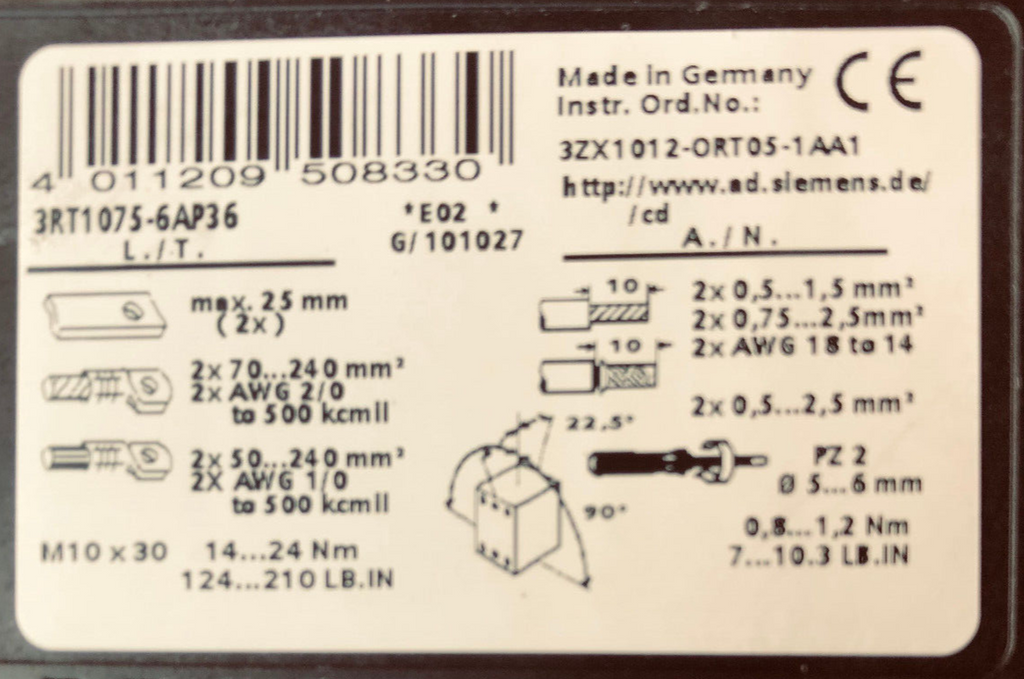 4 011209 508330
3RT1075-6AP36
*E02 *
G/101027
L./T.
max. 25 mm
(2x)
2x 70...240 mm²
2x AWG 2/0
to 500 kcmil
2x 50...240 mm²
2X AWG 1/0
to 500 kcmil
M10 x 30 14...24 Nm
124...210 LB.IN
Made in Germany CE
Instr. Ord.No.:
3ZX1012-0RT05-1AA1
http://www.ad.siemens.de/
/cd
A./N.
10 2x 0,5...1,5 mm²
2x 0,75...2,5mm²
10 2x AWG 18 to 14
2x 0,5...2,5 mm²
22,5°
90°
PZ 2
Ø 5...6 mm
0,8...1,2 Nm
7...10.3 LB.IN